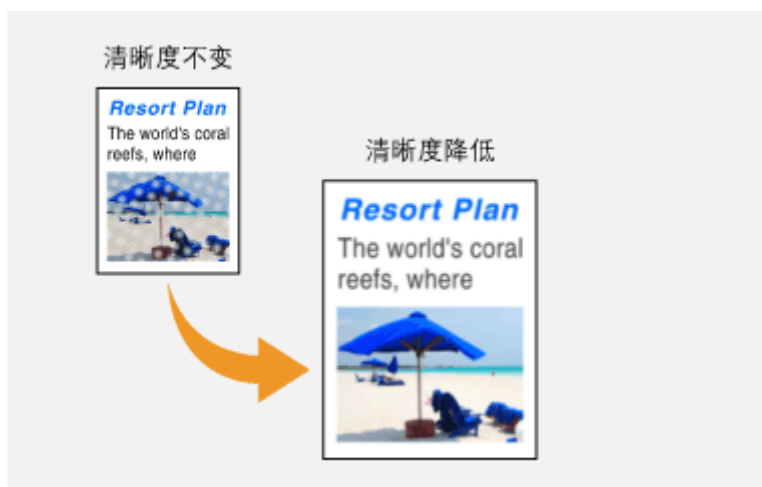 清晰度不变
Resort Plan
The world's coral
reefs, where
清晰度降低
Resort Plan
The world's coral
reefs, where